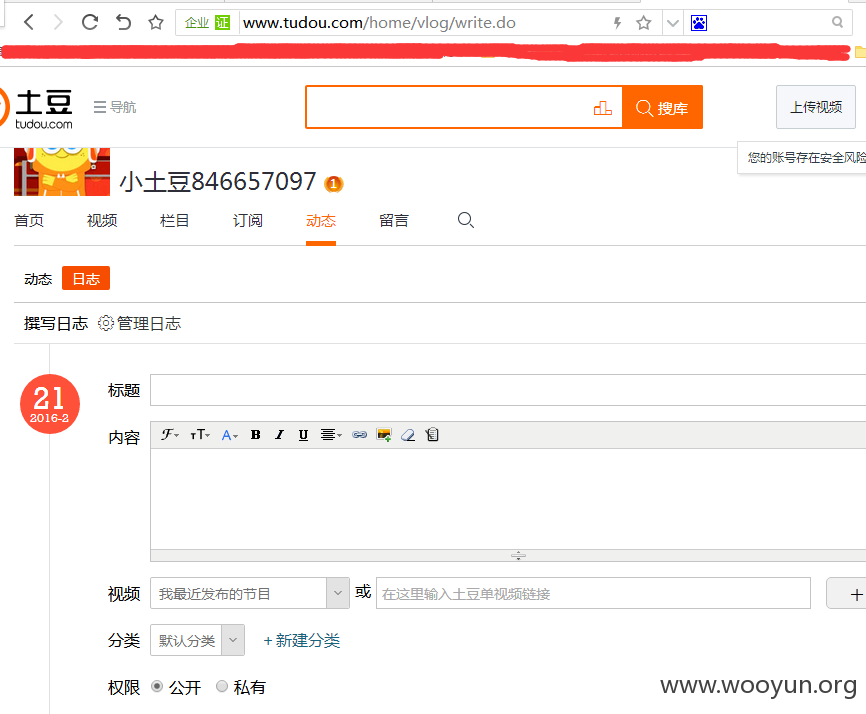 企业 证 www.tudou.com/home/vlog/write.do
土豆
tudou.com
导航
搜库
上传视频
您的账号存在安全风险
小土豆846657097 1
首页 视频 栏目 订阅 动态 留言
动态 日志
撰写日志 管理日志
21
2016-2
标题
内容 F TT A B I U
视频 我最近发布的节目 或 在这里输入土豆单视频链接 +
分类 默认分类 + 新建分类
权限 公开 私有
www.wooyun.org